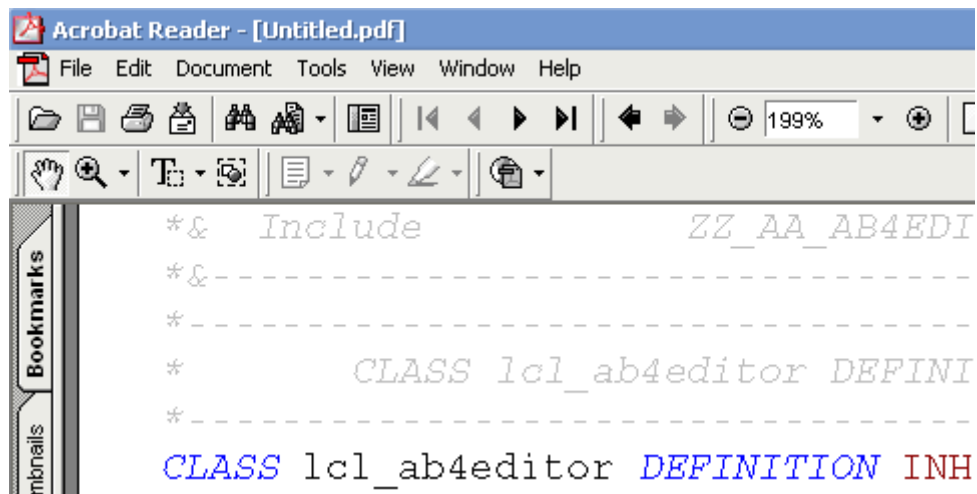 Acrobat Reader - [Untitled.pdf]
File Edit Document Tools View Window Help
199%
Bookmarks
*& Include ZZ_AA_AB4EDI
*&---------------------------------
*----------------------------------
* CLASS lcl_ab4editor DEFINI
*----------------------------------
CLASS lcl_ab4editor DEFINITION INH
mbnails